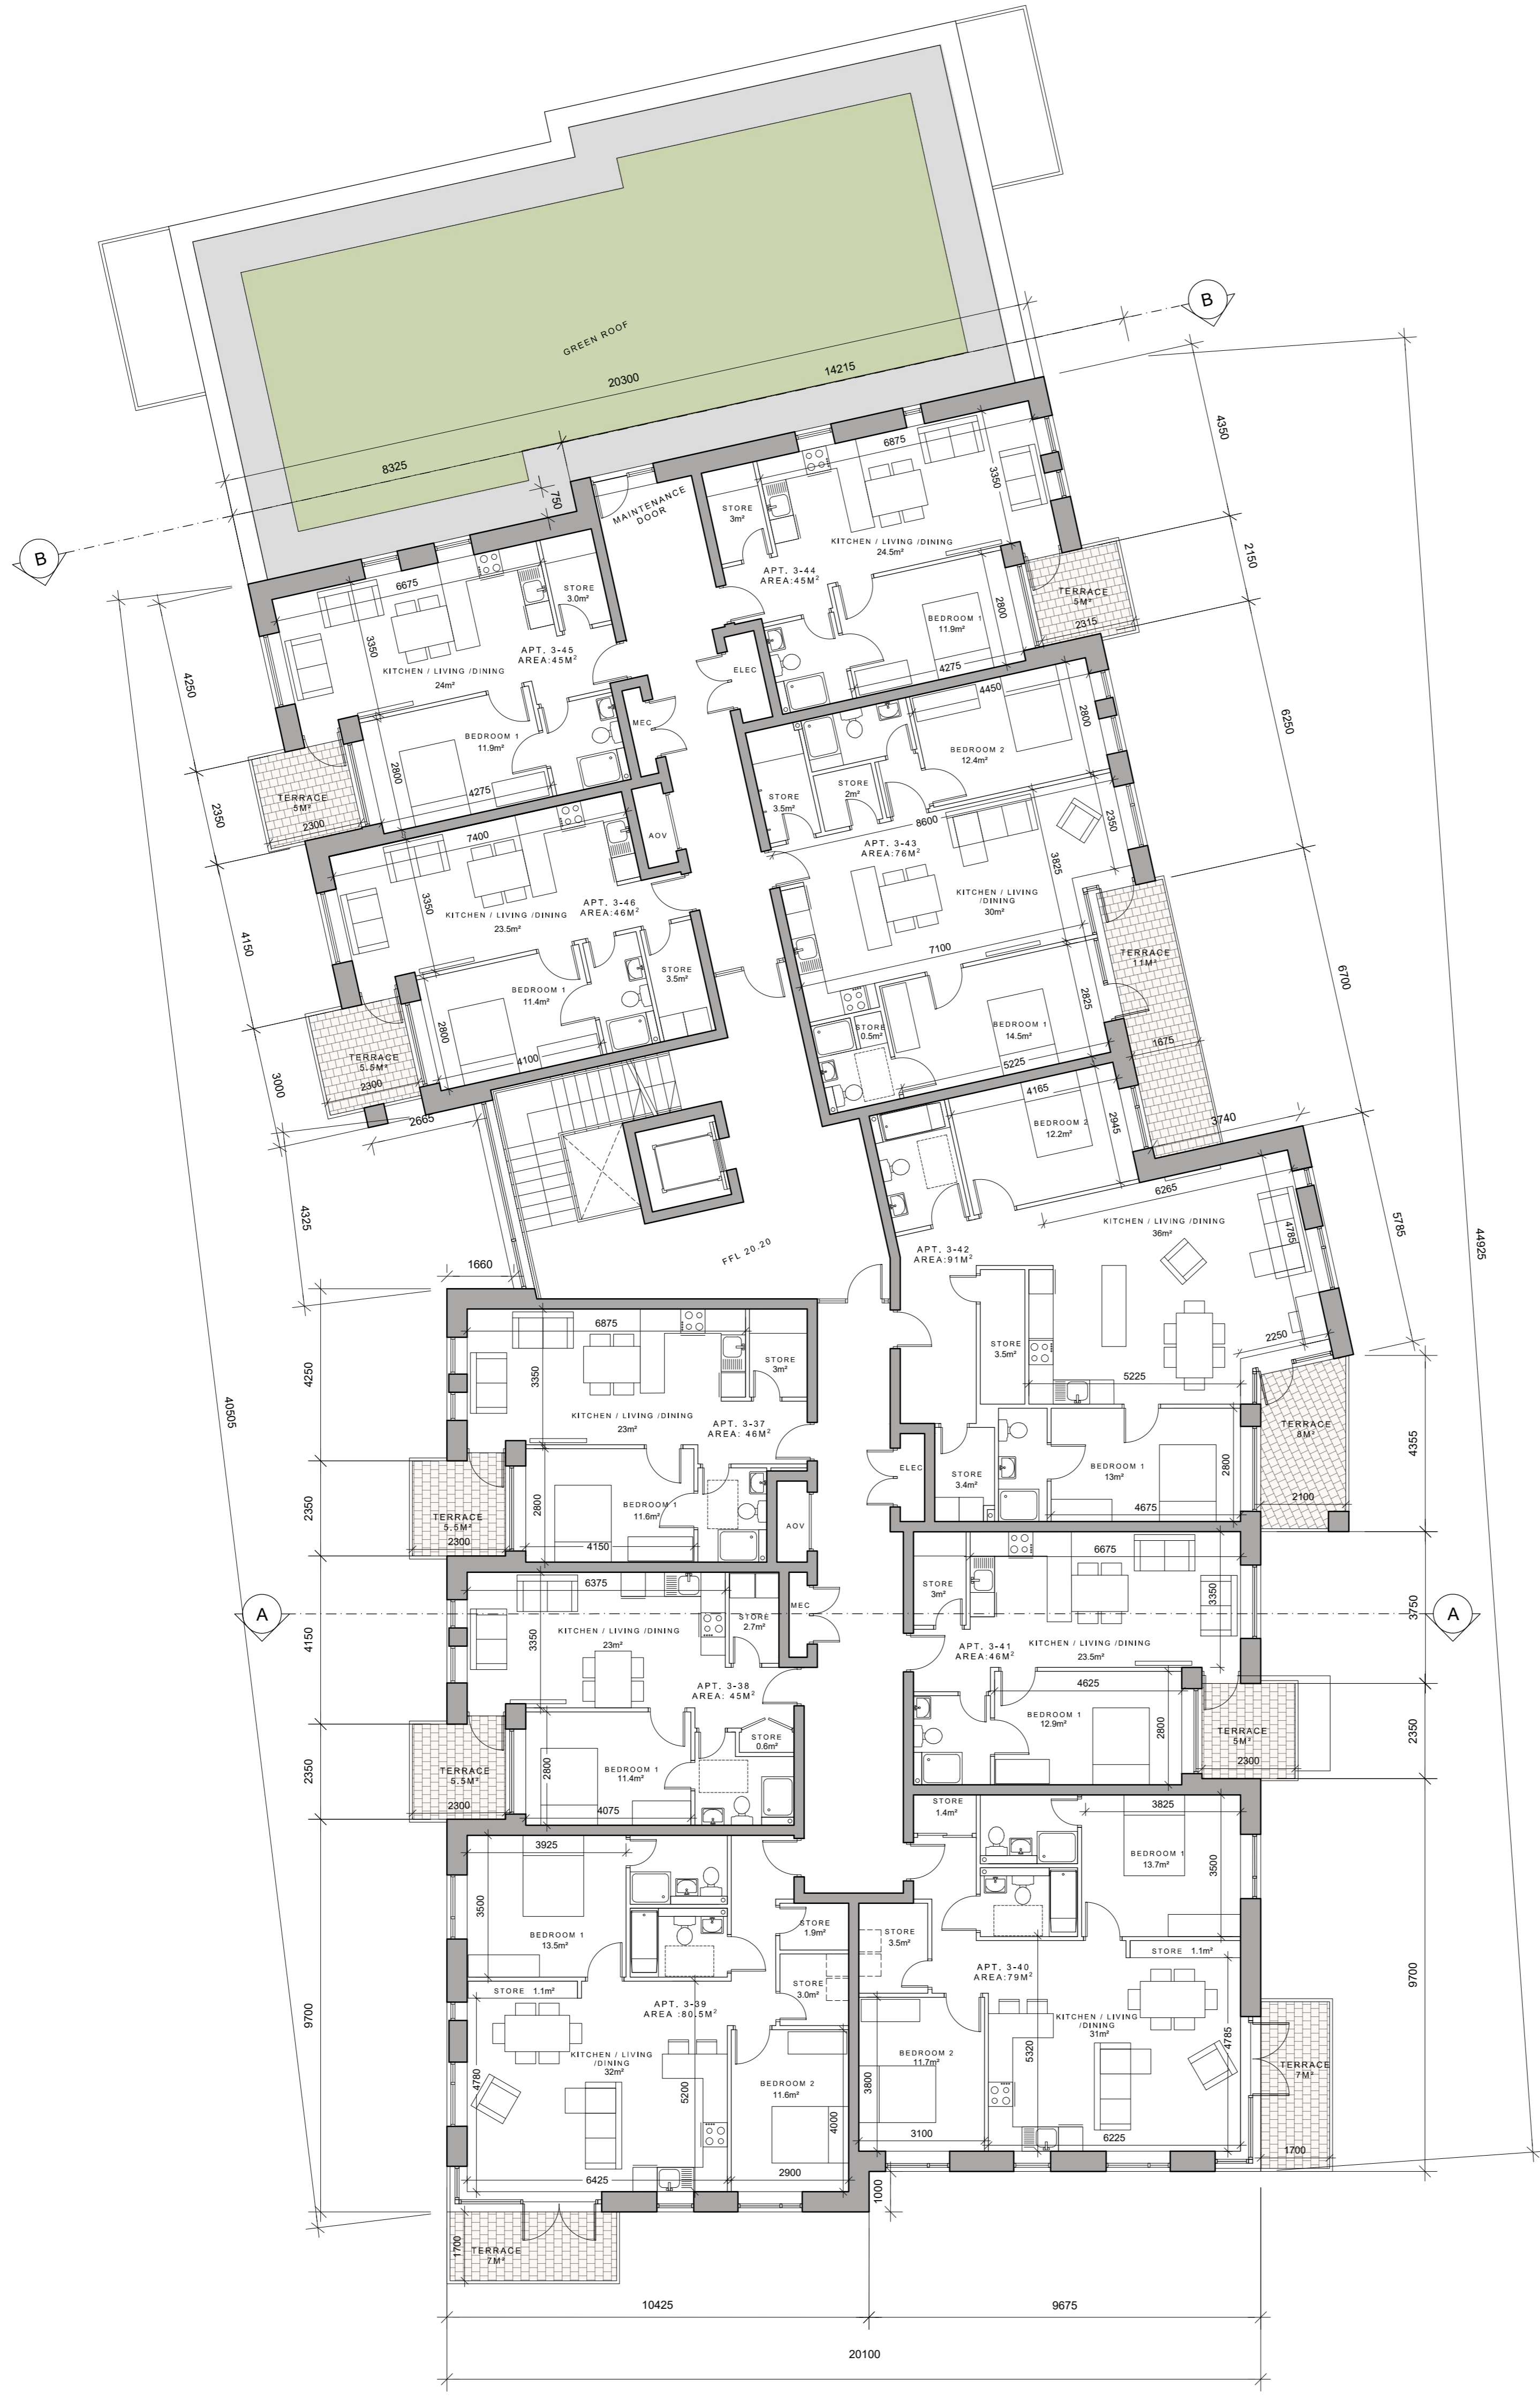 B
GREEN ROOF
20300
14215
8325
750
MAINTENANCE
DOOR
B
4350
2150
6250
6700
5785
44925
4250
2350
4150
3000
4325
40505
6875
3350
STORE
3m²
KITCHEN / LIVING /DINING
24.5m²
APT. 3-44
AREA:45M²
BEDROOM 1
11.9m²
2800
4275
TERRACE
5M²
2315
ELEC
6675
STORE
3.0m²
3350
APT. 3-45
AREA:45M²
KITCHEN / LIVING /DINING
24m²
MEC
BEDROOM 1
11.9m²
2800
4275
TERRACE
5M²
2300
4450
2800
BEDROOM 2
12.4m²
STORE
3.5m²
STORE
2m²
8600
2350
APT. 3-43
AREA:76M²
3825
KITCHEN / LIVING
/DINING
30m²
7100
TERRACE
11M²
2825
STORE
0.5m²
BEDROOM 1
14.5m²
5225
1675
AOV
7400
3350
APT. 3-46
AREA:46M²
KITCHEN / LIVING /DINING
23.5m²
STORE
3.5m²
BEDROOM 1
11.4m²
2800
4100
TERRACE
5.5M²
2300
2665
4165
BEDROOM 2
12.2m²
2945
3740
6265
KITCHEN / LIVING /DINING
36m²
4785
APT. 3-42
AREA:91M²
FFL 20.20
STORE
3.5m²
2250
5225
TERRACE
8M²
2100
ELEC
STORE
3.4m²
BEDROOM 1
13m²
2800
4675
1660
6875
3350
STORE
3m²
KITCHEN / LIVING /DINING
23m²
APT. 3-37
AREA: 46M²
BEDROOM 1
11.6m²
2800
4150
TERRACE
5.5M²
2300
AOV
4250
2350
4150
2350
9700
A
6375
3350
STORE
2.7m²
MEC
KITCHEN / LIVING /DINING
23m²
APT. 3-38
AREA: 45M²
STORE
0.6m²
BEDROOM 1
11.4m²
2800
4075
TERRACE
5.5M²
2300
6675
3350
STORE
3m²
APT. 3-41
AREA:46M²
KITCHEN / LIVING /DINING
23.5m²
4625
BEDROOM 1
12.9m²
2800
TERRACE
5M²
2300
4355
3750
A
2350
9700
3925
3500
BEDROOM 1
13.5m²
STORE 1.1m²
STORE
1.9m²
STORE
3.0m²
APT. 3-39
AREA :80.5M²
KITCHEN / LIVING
/DINING
32m²
4780
5200
BEDROOM 2
11.6m²
4000
6425
2900
TERRACE
7M²
1700
STORE
1.4m²
3825
BEDROOM 1
13.7m²
3500
STORE
3.5m²
STORE 1.1m²
APT. 3-40
AREA:79M²
KITCHEN / LIVING
/DINING
31m²
BEDROOM 2
11.7m²
3800
5320
4785
3100
6225
TERRACE
7M²
1700
1000
10425
9675
20100